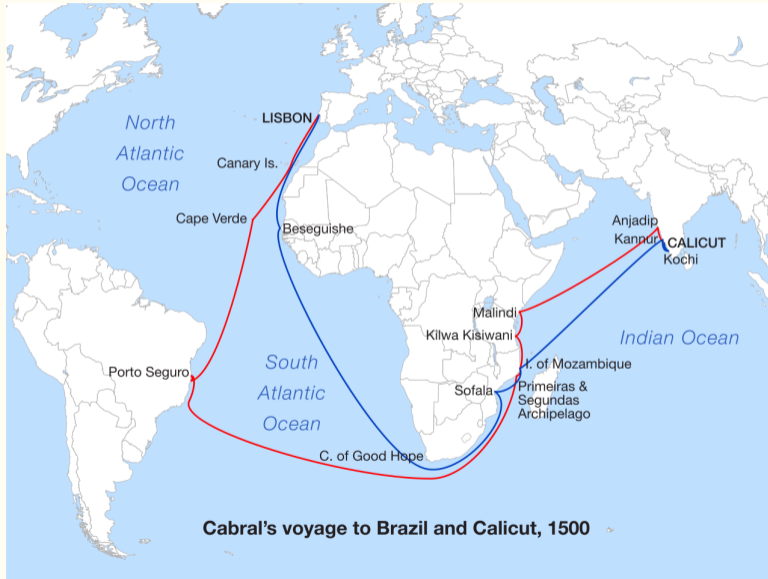 LISBON
North
Atlantic
Ocean
Canary Is.
Cape Verde
Beseguishe
Anjadip
Kannur
CALICUT
Kochi
Malindi
Kilwa Kisiwani
Indian Ocean
I. of Mozambique
Porto Seguro
South
Atlantic
Ocean
Sofala
Primeiras &
Segundas
Archipelago
C. of Good Hope
Cabral's voyage to Brazil and Calicut, 1500